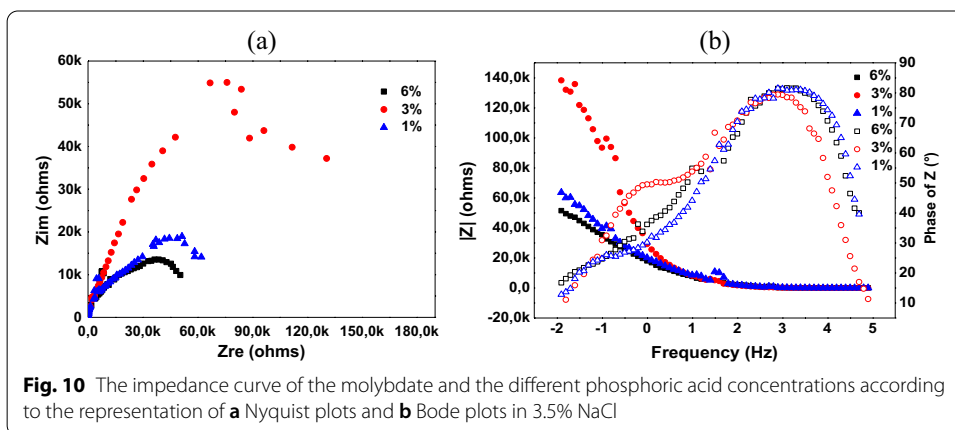 (a)
60k
50k
40k
30k
20k
10k
0
Zim (ohms)
0,0
30,0k
60,0k
90,0k
120,0k
150,0k
180,0k
Zre (ohms)
6%
3%
1%
(b)
140,0k
120,0k
100,0k
80,0k
60,0k
40,0k
20,0k
0,0
-20,0k
|Z| (ohms)
-2
-1
0
1
2
3
4
5
Frequency (Hz)
90
80
70
60
50
40
30
20
10
Phase of Z (°)
6%
3%
1%
6%
3%
1%
Fig. 10 The impedance curve of the molybdate and the different phosphoric acid concentrations according
to the representation of a Nyquist plots and b Bode plots in 3.5% NaCl